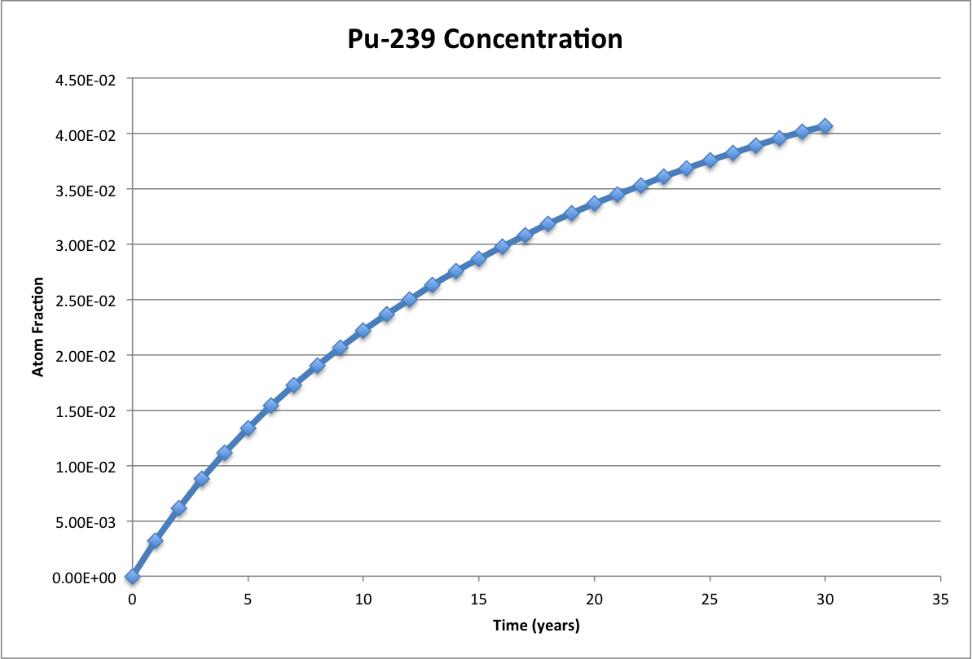 Pu-239 Concentration
4.50E-02
4.00E-02
3.50E-02
3.00E-02
2.50E-02
2.00E-02
1.50E-02
1.00E-02
5.00E-03
0.00E+00
Atom Fraction
0 5 10 15 20 25 30 35
Time (years)